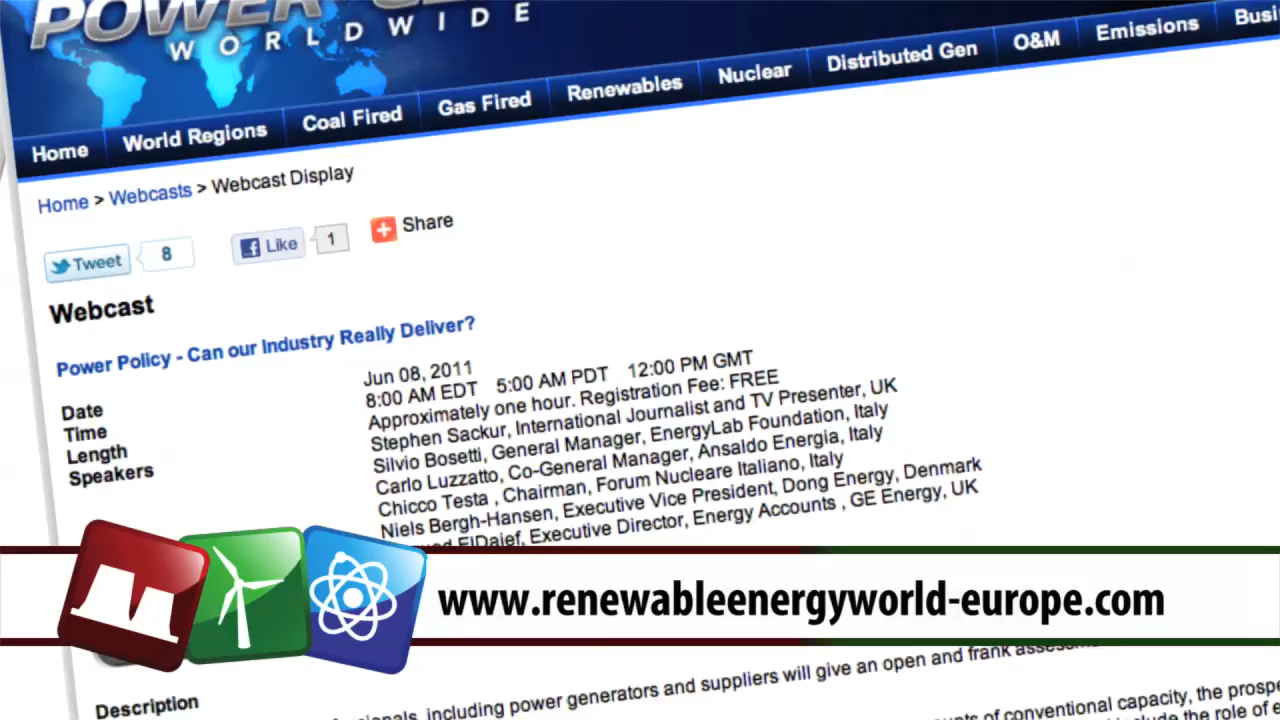 POWER
WORLDWIDE
Home World Regions Coal Fired Gas Fired Renewables Nuclear Distributed Gen O&M Emissions
Home > Webcasts > Webcast Display
Tweet 8 Like 1 Share
Webcast
Power Policy - Can our Industry Really Deliver?
Date Jun 08, 2011
Time 8:00 AM EDT 5:00 AM PDT 12:00 PM GMT
Length Approximately one hour. Registration Fee: FREE
Speakers Stephen Sackur, International Journalist and TV Presenter, UK
Silvio Bosetti, General Manager, EnergyLab Foundation, Italy
Carlo Luzzatto, Co-General Manager, Ansaldo Energia, Italy
Chicco Testa , Chairman, Forum Nucleare Italiano, Italy
Niels Bergh-Hansen, Executive Vice President, Dong Energy, Denmark
ElDaief, Executive Director, Energy Accounts , GE Energy, UK
www.renewableenergyworld-europe.com
Description
including power generators and suppliers will give an open and frank
of conventional capacity, the
the role of